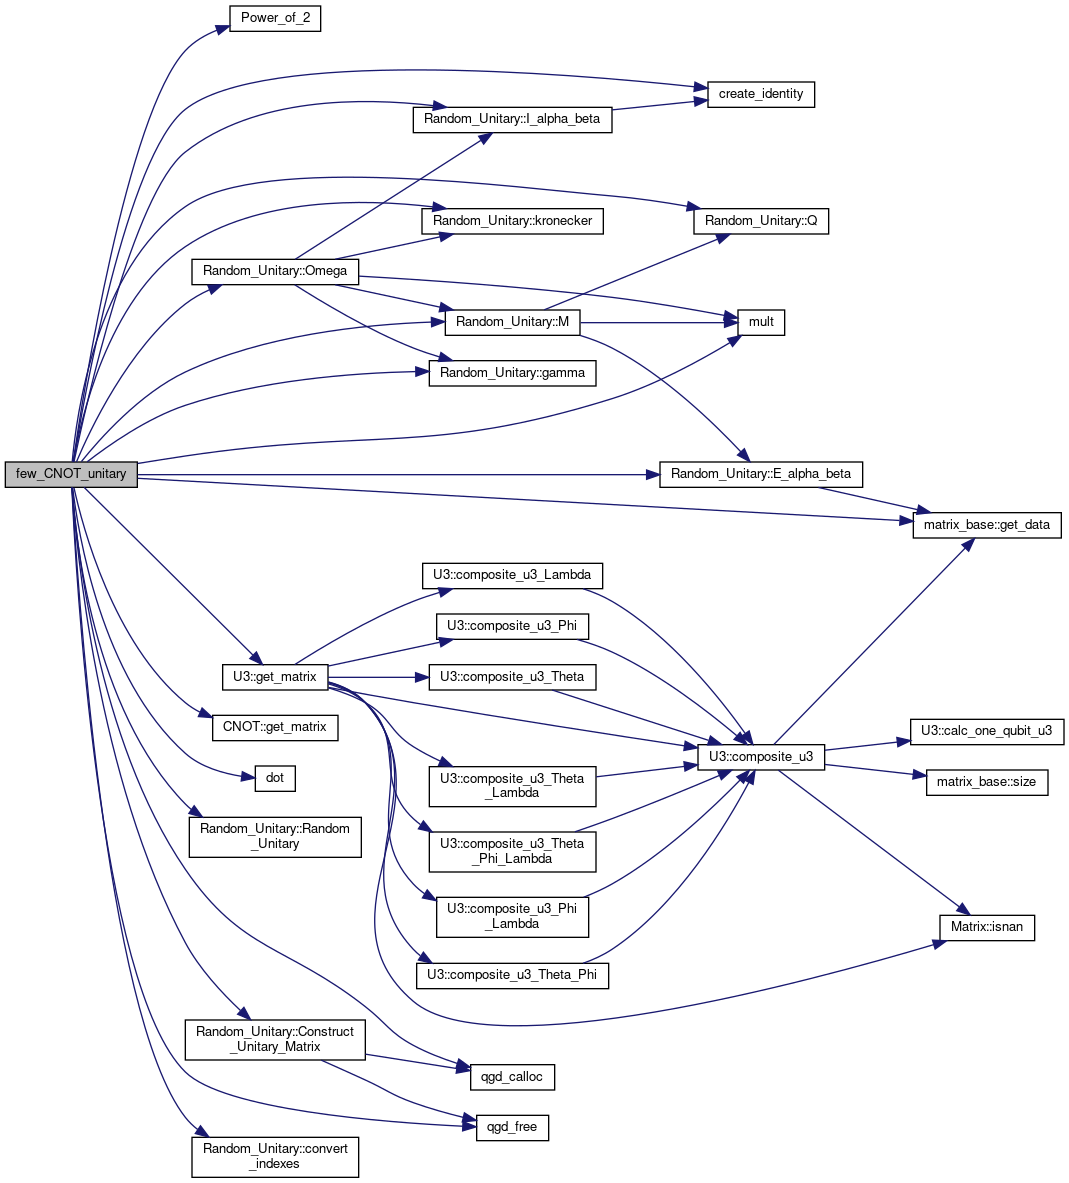 Power_of_2
create_identity
Random_Unitary::I_alpha_beta
Random_Unitary::kronecker
Random_Unitary::Q
Random_Unitary::Omega
Random_Unitary::M
mult
Random_Unitary::gamma
few_CNOT_unitary
Random_Unitary::E_alpha_beta
matrix_base::get_data
U3::composite_u3_Lambda
U3::composite_u3_Phi
U3::get_matrix
U3::composite_u3_Theta
CNOT::get_matrix
U3::calc_one_qubit_u3
U3::composite_u3
dot
U3::composite_u3_Theta
_Lambda
matrix_base::size
Random_Unitary::Random
_Unitary
U3::composite_u3_Theta
_Phi_Lambda
U3::composite_u3_Phi
_Lambda
Matrix::isnan
U3::composite_u3_Theta_Phi
Random_Unitary::Construct
_Unitary_Matrix
qgd_calloc
qgd_free
Random_Unitary::convert
_indexes